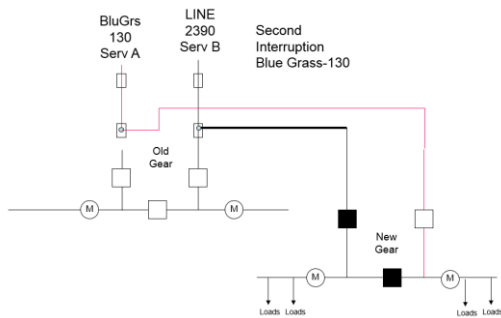 BluGrs
130
Serv A
LINE
2390
Serv B
Second
Interruption
Blue Grass-130
Old
Gear
M
M
New
Gear
M
M
Loads
Loads
Loads
Loads